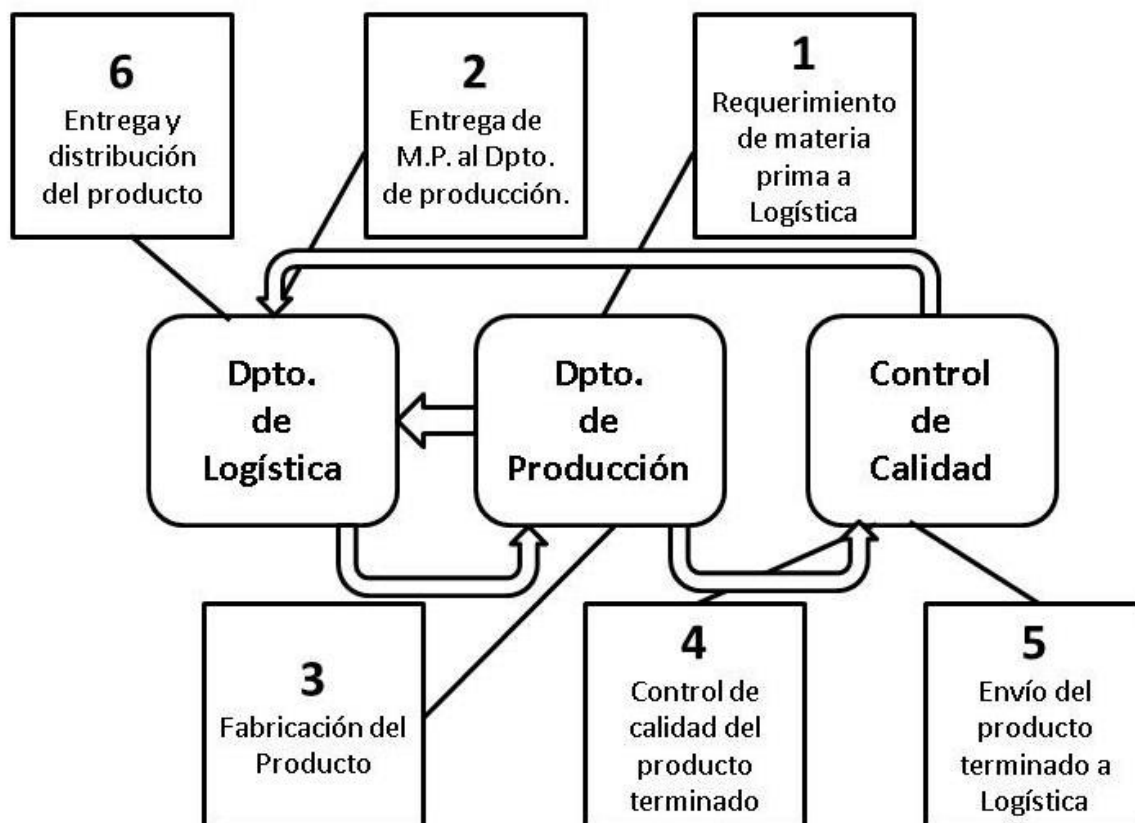 6
Entrega y
distribución
del producto
2
Entrega de
M.P. al Dpto.
de producción.
1
Requerimiento
de materia
prima a
Logística
Dpto.
de
Logística
Dpto.
de
Producción
Control
de
Calidad
3
Fabricación del
Producto
4
Control de
calidad del
producto
terminado
5
Envío del
producto
terminado a
Logística